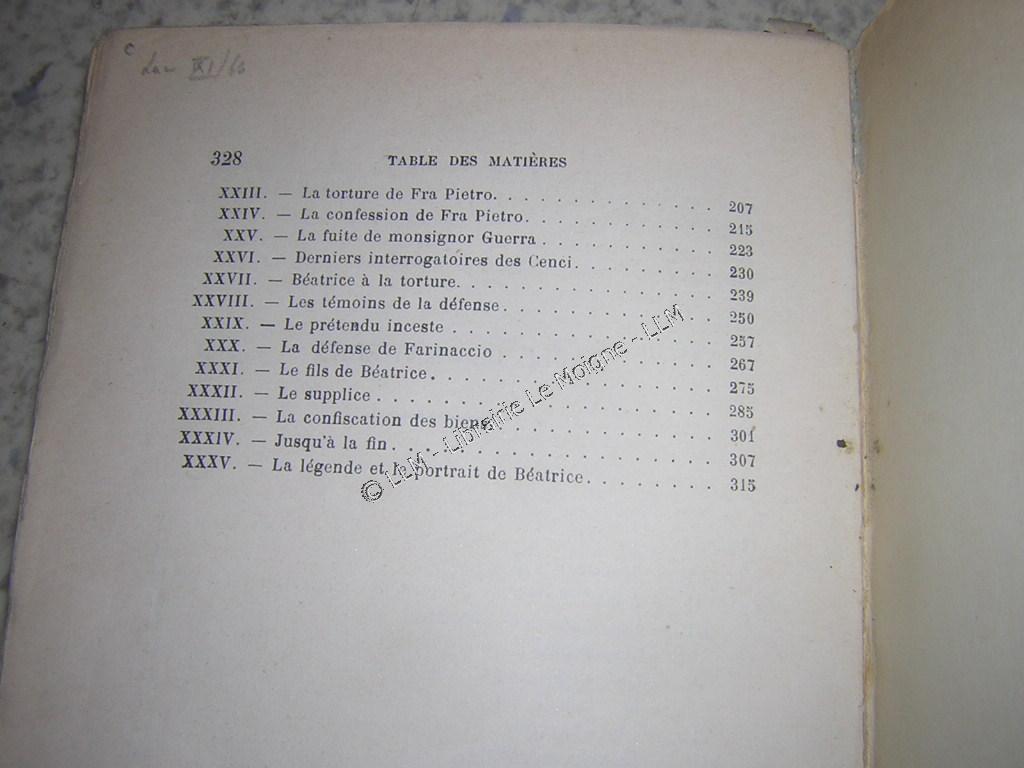 328 TABLE DES MATIÈRES
XXIII. — La torture de Fra Pietro. . . . . . . . . . . . 207
XXIV. — La confession de Fra Pietro. . . . . . . . . . . 215
XXV. — La fuite de monsignor Guerra . . . . . . . . . . 223
XXVI. — Derniers interrogatoires des Cenci. . . . . . . . 230
XXVII. — Béatrice à la torture. . . . . . . . . . . . . . 239
XXVIII. — Les témoins de la défense . . . . . . . . . . . 250
XXIX. — Le prétendu inceste . . . . . . . . . . . . . . 257
XXX. — La défense de Farinaccio . . . . . . . . . . . . 267
XXXI. — Le fils de Béatrice. . . . . . . . . . . . . . . 275
XXXII. — Le supplice . . . . . . . . . . . . . . . . . . 285
XXXIII. — La confiscation des biens. . . . . . . . . . . . 301
XXXIV. — Jusqu'à la fin . . . . . . . . . . . . . . . . . 307
XXXV. — La légende et le portrait de Béatrice. . . . . . . 315
© LLM - Librairie Le Moigne - LLM